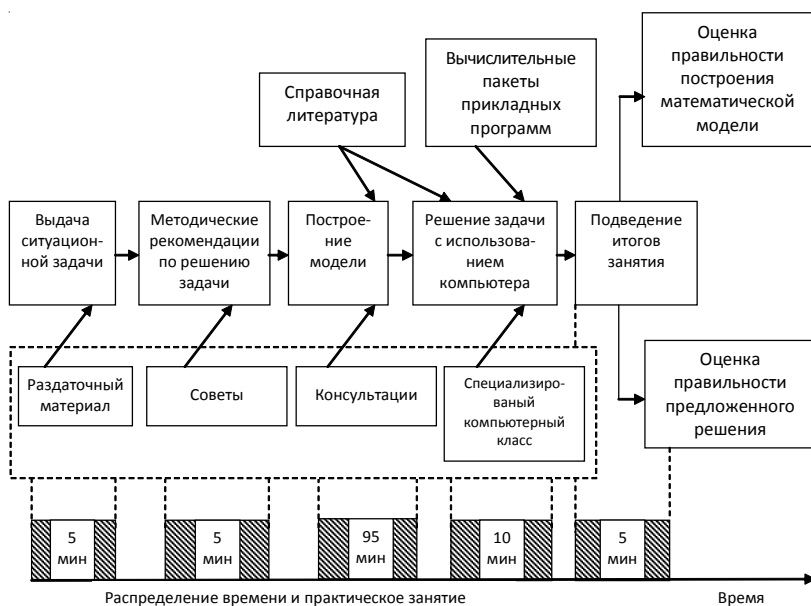 Оценка
правильности
построения
математической
модели
Вычислительные
пакеты
прикладных
программ
Справочная
литература
Выдача
ситуацион-
ной задачи
Методические
рекомендации
по решению
задачи
Построе-
ние
модели
Решение задачи
с использова-
нием
компьютера
Подведение
итогов
занятия
Раздаточный
материал
Советы
Консультации
Специализиро-
ваный
компьютерный
класс
Оценка
правильности
предложенного
решения
5
мин
5
мин
95
мин
10
мин
5
мин
Распределение времени и практическое занятие
Время